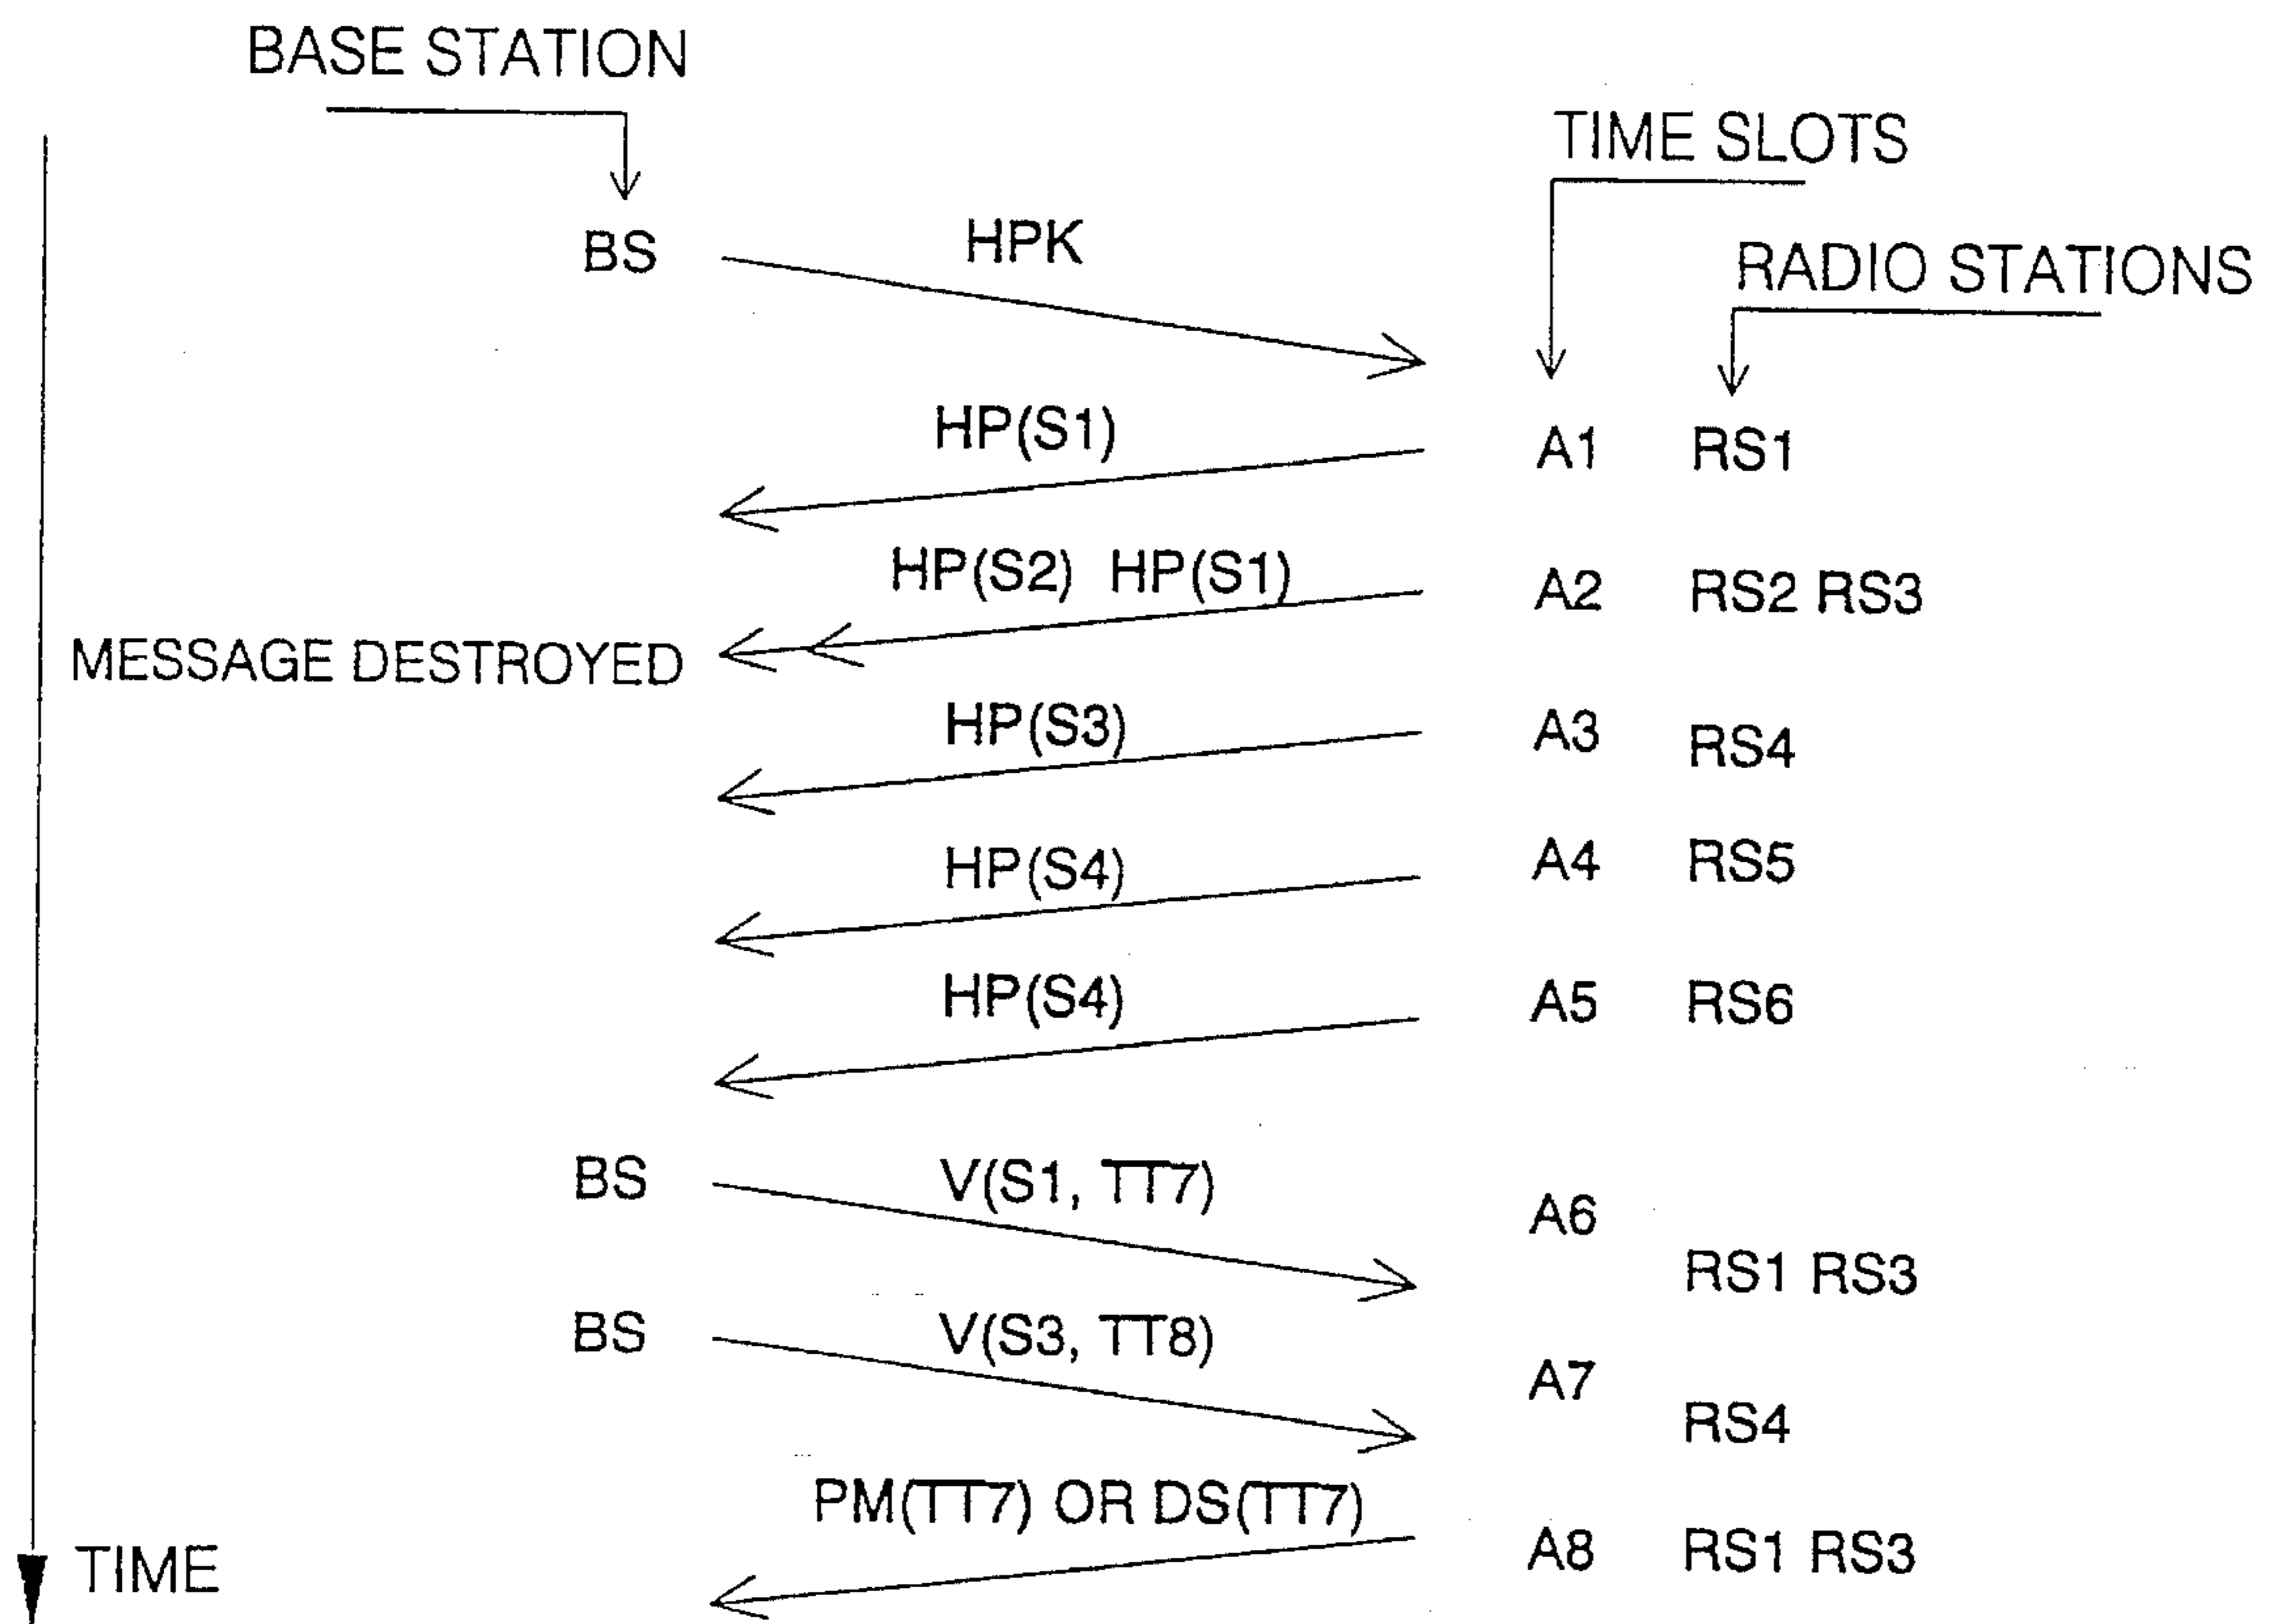 BASE STATION
TIME SLOTS
BS HPK
RADIO STATIONS
HP(S1) A1 RS1
HP(S2) HP(S1) A2 RS2 RS3
MESSAGE DESTROYED
HP(S3) A3 RS4
HP(S4) A4 RS5
HP(S4) A5 RS6
BS V(S1, TT7) A6
RS1 RS3
BS V(S3, TT8) A7
RS4
PM(TT7) OR DS(TT7)
A8 RS1 RS3
TIME